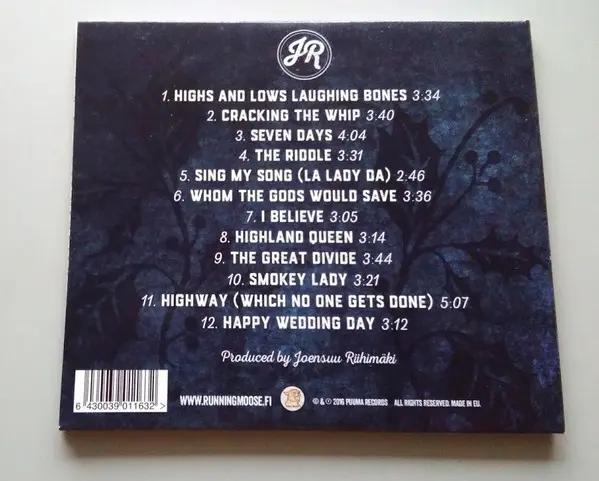 JR
1. HIGHS AND LOWS LAUGHING BONES 3:34
2. CRACKING THE WHIP 3:40
3. SEVEN DAYS 4:04
4. THE RIDDLE 3:31
5. SING MY SONG (LA LADY DA) 2:46
6. WHOM THE GODS WOULD SAVE 3:36
7. I BELIEVE 3:05
8. HIGHLAND QUEEN 3:14
9. THE GREAT DIVIDE 3:44
10. SMOKEY LADY 3:21
11. HIGHWAY (WHICH NO ONE GETS DONE) 5:07
12. HAPPY WEDDING DAY 3:12
Produced by Joensuu Riihimäki
6 430039 011632 >
WWW.RUNNINGMOOSE.FI
© & ℗ 2016 PUUMA RECORDS ALL RIGHTS RESERVED. MADE IN EU.